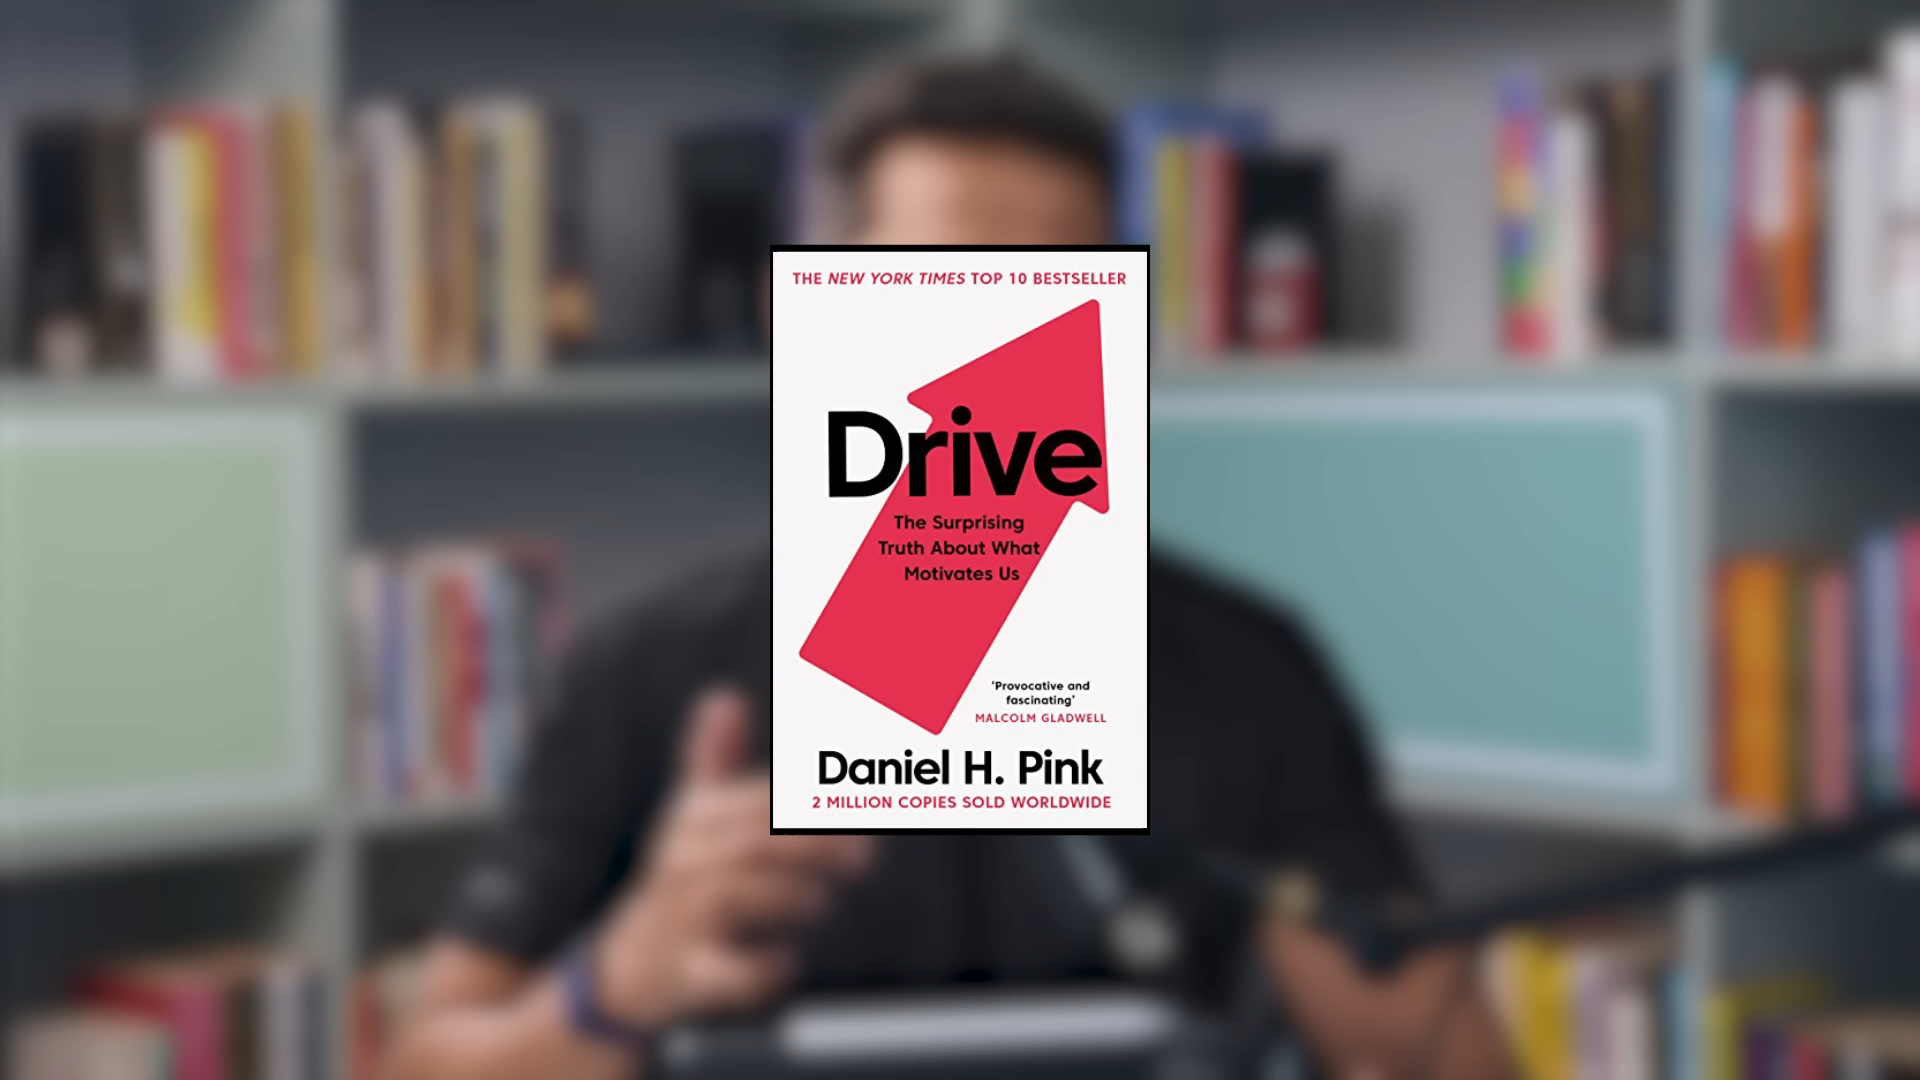 THE NEW YORK TIMES TOP 10 BESTSELLER
Drive
The Surprising
Truth About What
Motivates Us
'Provocative and
fascinating'
MALCOLM GLADWELL
Daniel H. Pink
2 MILLION COPIES SOLD WORLDWIDE